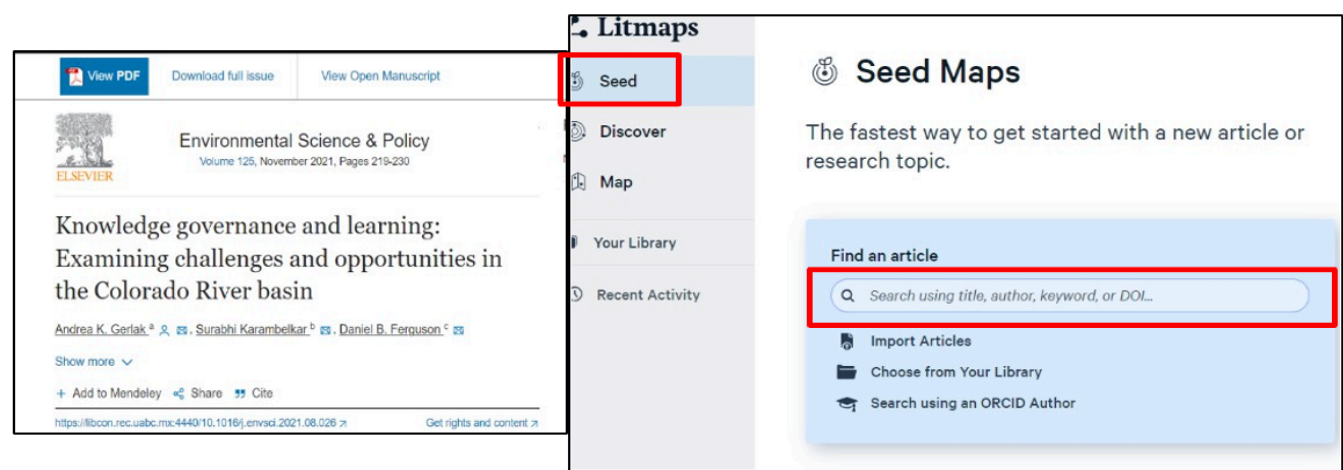 View PDF
Download full issue
View Open Manuscript
ELSEVIER
Environmental Science & Policy
Volume 125, November 2021, Pages 219-230
Knowledge governance and learning:
Examining challenges and opportunities in
the Colorado River basin
Andrea K. Gerlak a, Surabhi Karambelkar b, Daniel B. Ferguson c
Show more
+ Add to Mendeley Share Cite
https://libcon.rec.uabc.mx:4440/10.1016/j.envsci.2021.08.026
Get rights and content
Litmaps
Seed
Discover
Map
Your Library
Recent Activity
Seed Maps
The fastest way to get started with a new article or
research topic.
Find an article
Search using title, author, keyword, or DOI...
Import Articles
Choose from Your Library
Search using an ORCID Author